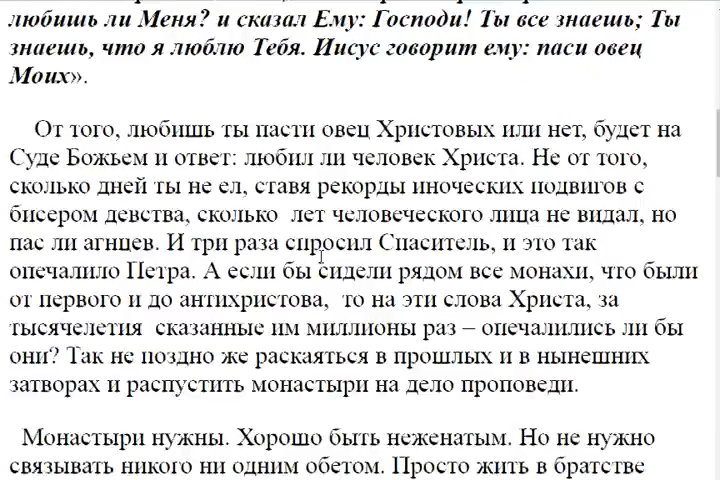 любишь ли Меня? и сказал Ему: Господи! Ты все знаешь; Ты
знаешь, что я люблю Тебя. Иисус говорит ему: паси овец
Моих».
От того, любишь ты пасти овец Христовых или нет, будет на
Суде Божьем и ответ: любил ли человек Христа. Не от того,
сколько дней ты не ел, ставя рекорды иноческих подвигов с
бисером девства, сколько лет человеческого лица не видал, но
пас ли агнцев. И три раза спросил Спаситель, и это так
опечалило Петра. А если бы сидели рядом все монахи, что были
от первого и до антихристова, то на эти слова Христа, за
тысячелетия сказанные им миллионы раз – опечалились ли бы
они? Так не поздно же раскаяться в прошлых и в нынешних
затворах и распустить монастыри на дело проповеди.
Монастыри нужны. Хорошо быть неженатым. Но не нужно
связывать никого ни одним обетом. Просто жить в братстве